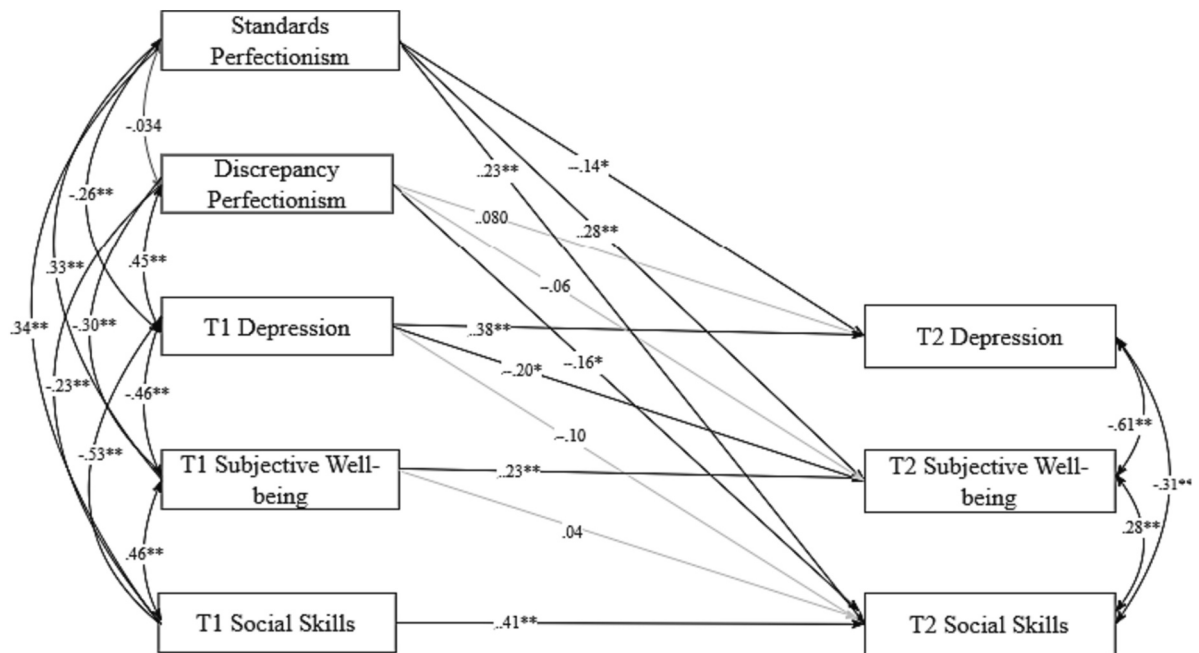 Standards
Perfectionism
-.034
Discrepancy
Perfectionism
--.14*
..23**
-.26**
.080
..28**
.45**
.33**
-.06
T1 Depression
.34**
-.30**
..38**
T2 Depression
--.16*
--.20*
-.23**
-.46**
-.61**
-.10
-.53**
T1 Subjective Well-
being
..23**
T2 Subjective Well-
being
-.31**
.28**
.04
.46**
T1 Social Skills
..41**
T2 Social Skills